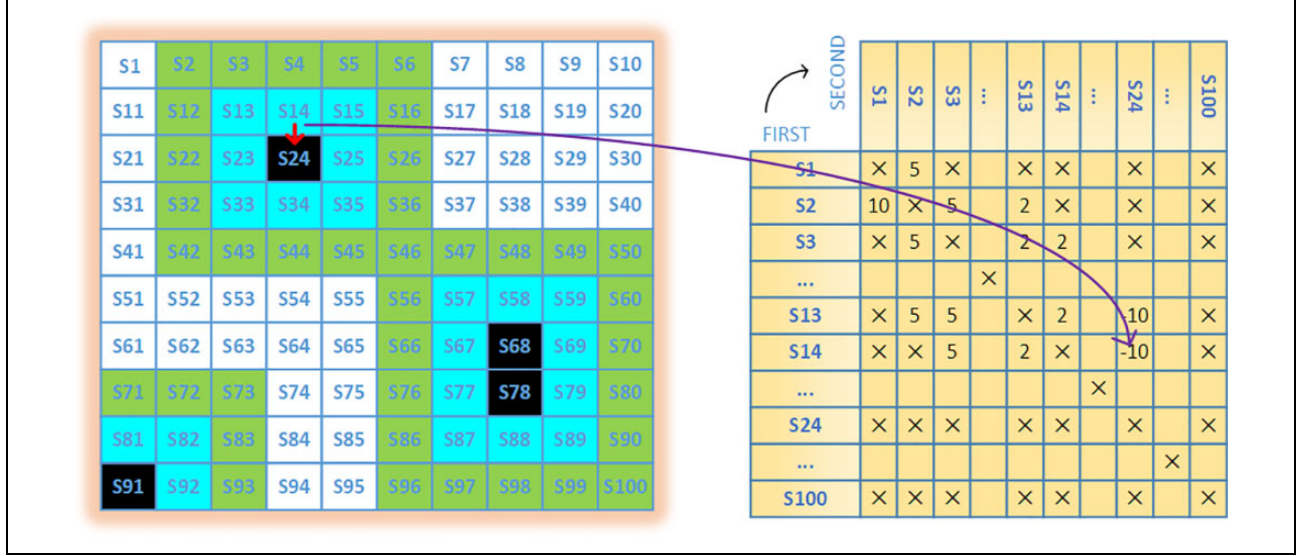 S1 S2 S3 S4 S5 S6 S7 S8 S9 S10
S11 S12 S13 S14 S15 S16 S17 S18 S19 S20
S21 S22 S23 S24 S25 S26 S27 S28 S29 S30
S31 S32 S33 S34 S35 S36 S37 S38 S39 S40
S41 S42 S43 S44 S45 S46 S47 S48 S49 S50
S51 S52 S53 S54 S55 S56 S57 S58 S59 S60
S61 S62 S63 S64 S65 S66 S67 S68 S69 S70
S71 S72 S73 S74 S75 S76 S77 S78 S79 S80
S81 S82 S83 S84 S85 S86 S87 S88 S89 S90
S91 S92 S93 S94 S95 S96 S97 S98 S99 S100
SECOND
FIRST
S1 S2 S3 ... S13 S14 ... S24 ... S100
S1 × 5 × × × × ×
S2 10 × 5 2 × × ×
S3 × 5 × 2 2 × ×
... ×
S13 × 5 5 × 2 -10 ×
S14 × × 5 2 × -10 ×
... ×
S24 × × × × × × ×
... ×
S100 × × × × × × ×